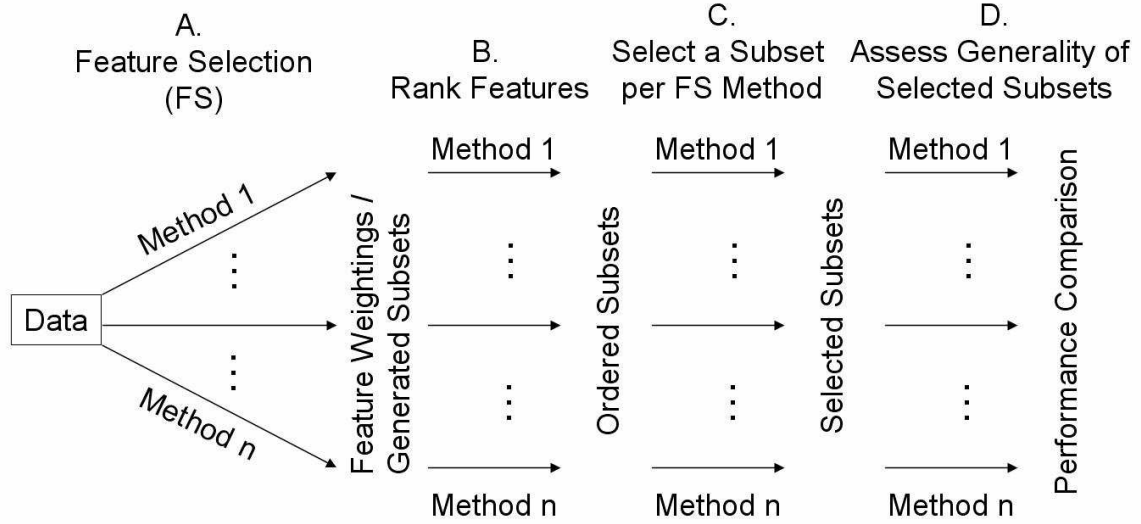 A.
Feature Selection
(FS)
B.
Rank Features
C.
Select a Subset
per FS Method
D.
Assess Generality of
Selected Subsets
Data
Method 1
⋮
⋮
Method n
Feature Weightings /
Generated Subsets
Method 1
⋮
⋮
Method n
Ordered Subsets
Method 1
⋮
⋮
Method n
Selected Subsets
Method 1
⋮
⋮
Method n
Performance Comparison